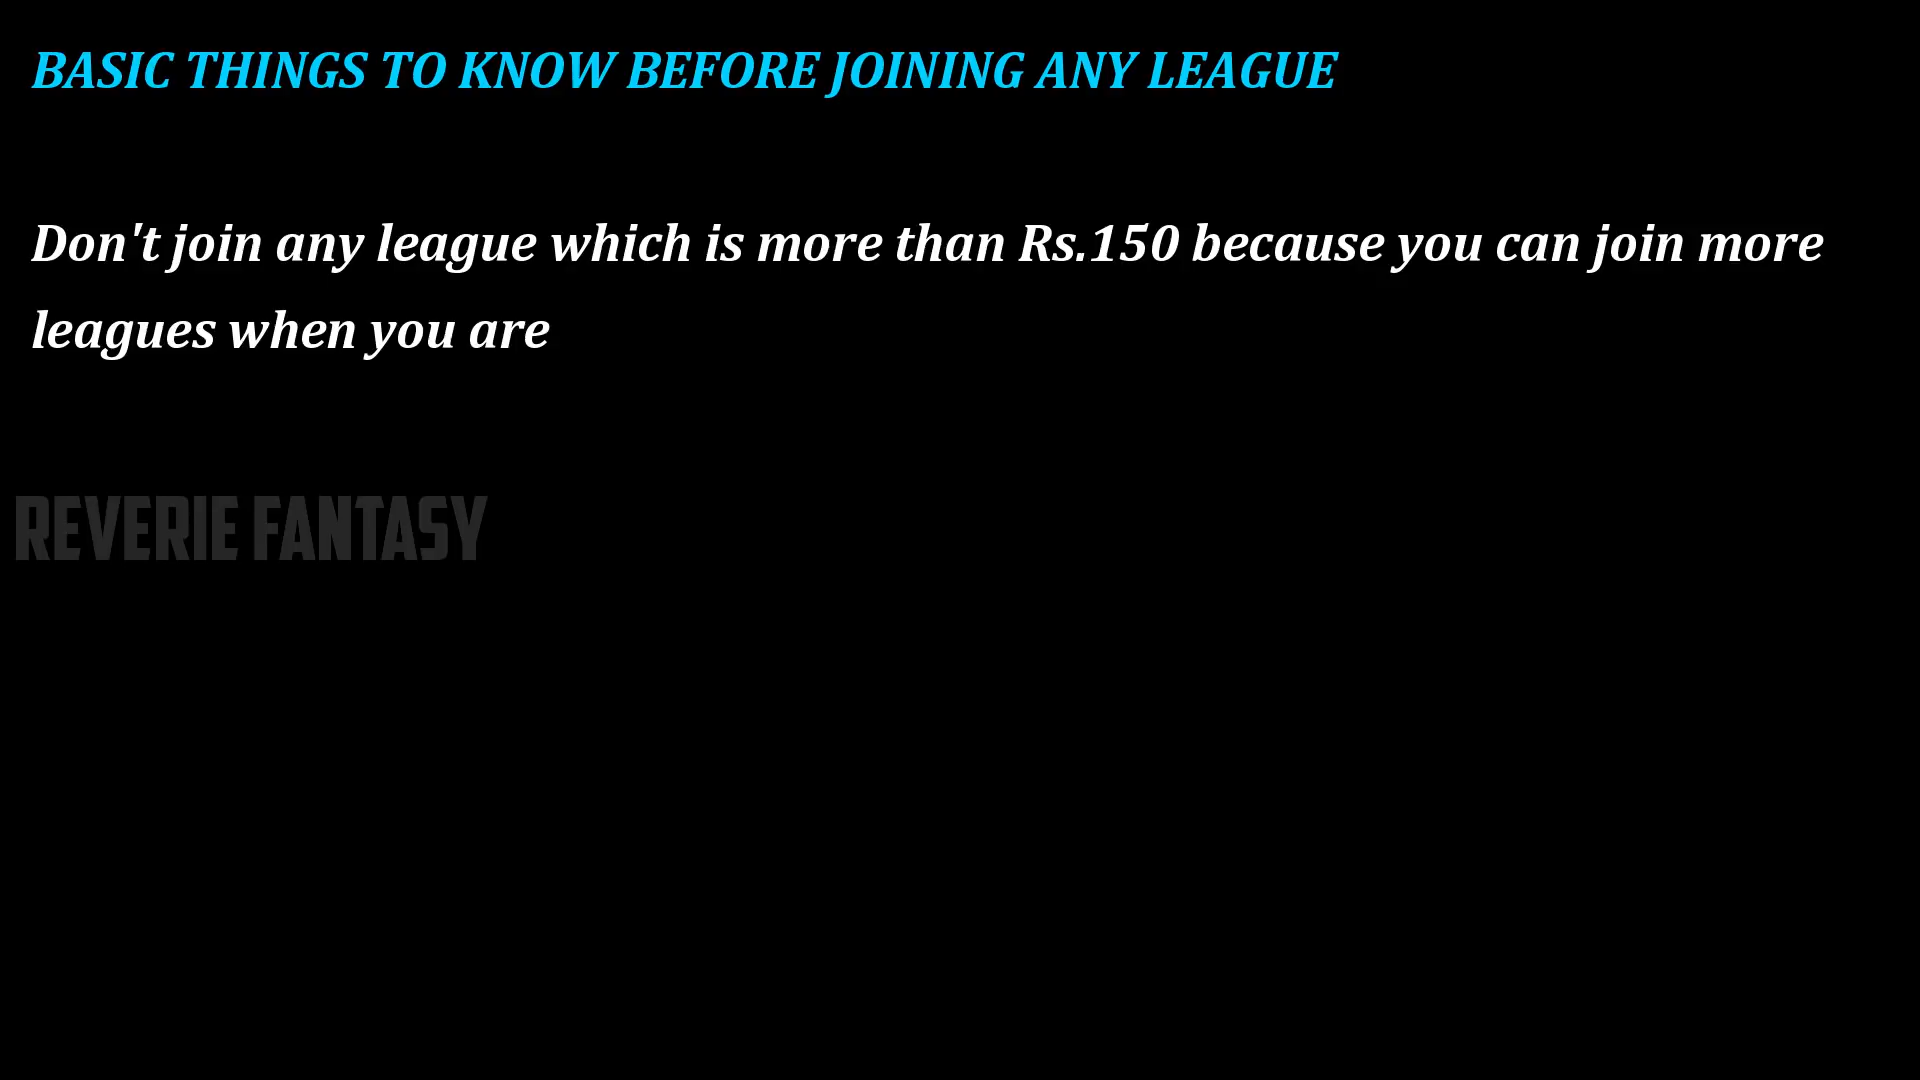 BASIC THINGS TO KNOW BEFORE JOINING ANY LEAGUE
Don't join any league which is more than Rs.150 because you can join more
leagues when you are
REVERIE FANTASY